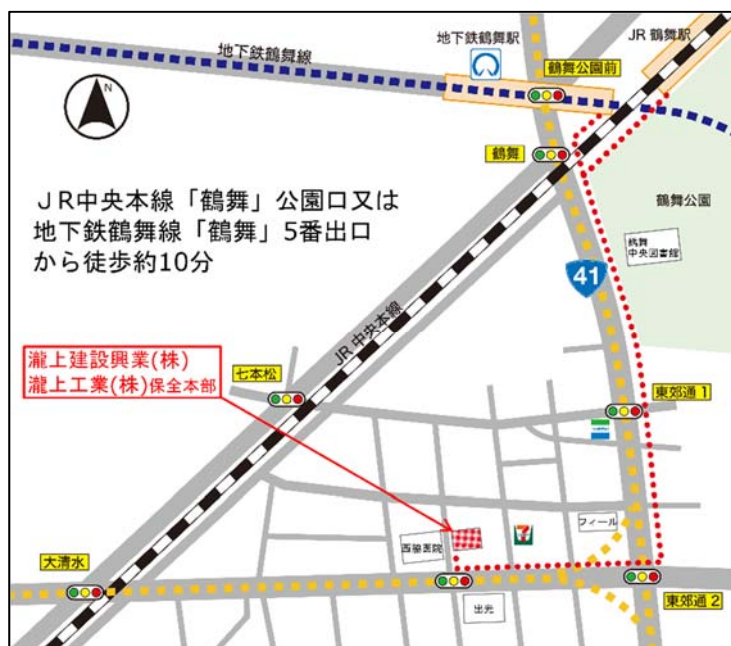 地下鉄鶴舞線
地下鉄鶴舞駅
JR 鶴舞駅
鶴舞公園前
N
鶴舞
JR中央本線「鶴舞」公園口又は
地下鉄鶴舞線「鶴舞」5番出口
から徒歩約10分
鶴舞公園
鶴舞
中央図書館
41
JR 中央本線
瀧上建設興業(株)
瀧上工業(株)保全本部
七本松
東郊通1
フィール
西脇医院
7
大清水
出光
東郊通2